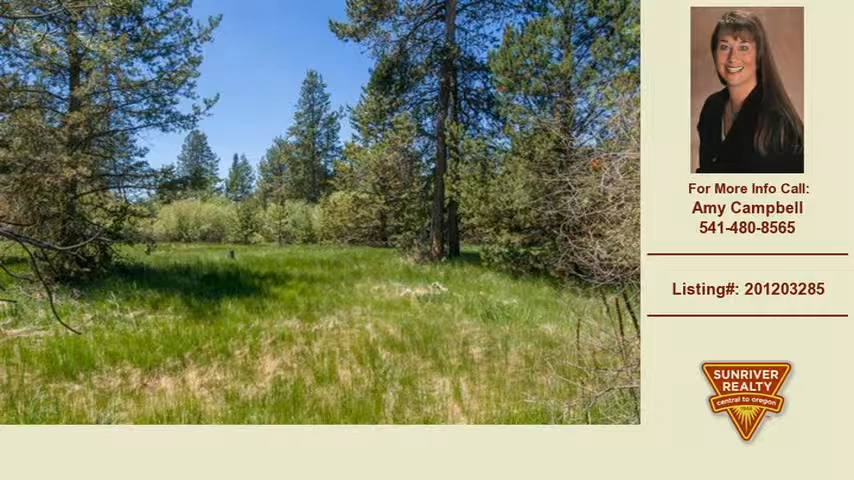 For More Info Call:
Amy Campbell
541-480-8565
Listing#: 201203285
SUNRIVER
REALTY
central to oregon